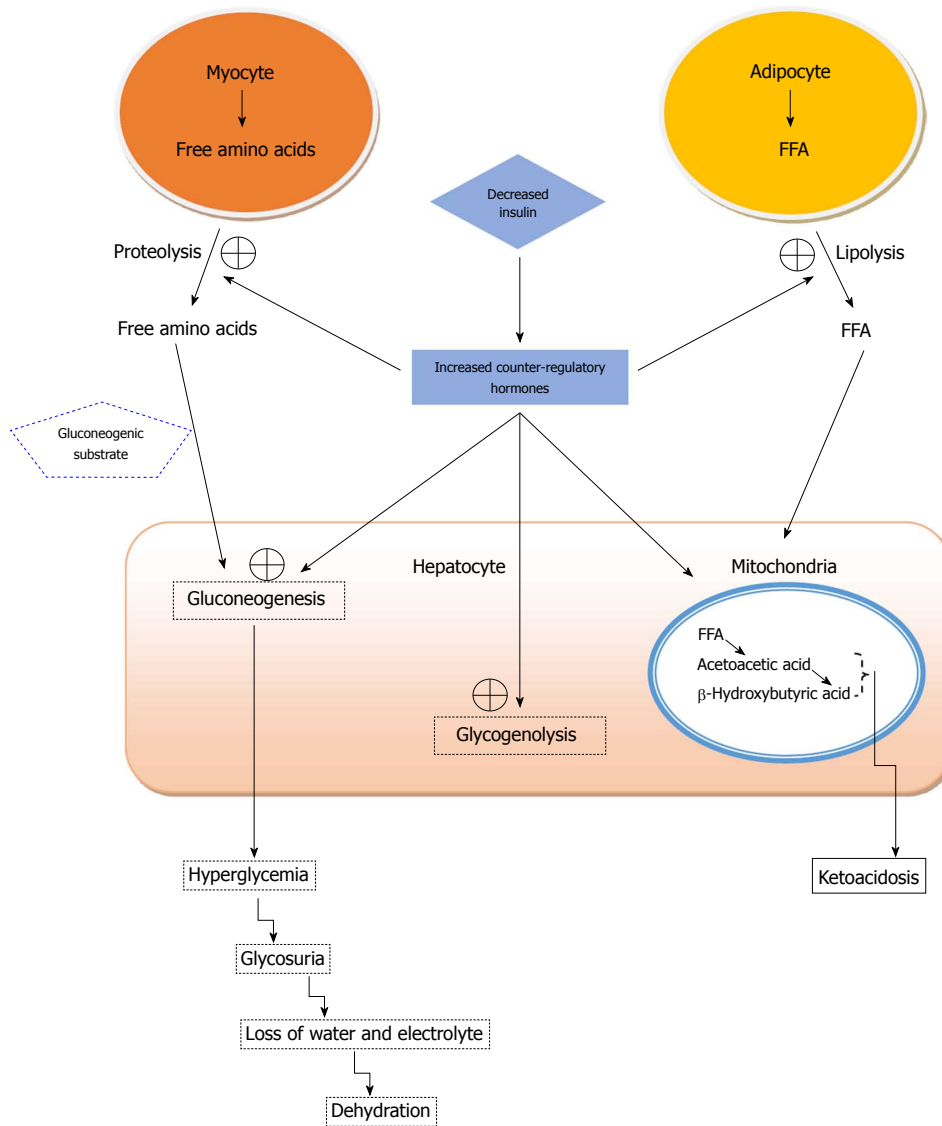 Myocyte
Adipocyte
Free amino acids
FFA
Decreased
insulin
Proteolysis
Lipolysis
Free amino acids
FFA
Increased counter-regulatory
hormones
Gluconeogenic
substrate
Hepatocyte
Mitochondria
Gluconeogenesis
FFA
Acetoacetic acid
β-Hydroxybutyric acid
Glycogenolysis
Hyperglycemia
Ketoacidosis
Glycosuria
Loss of water and electrolyte
Dehydration